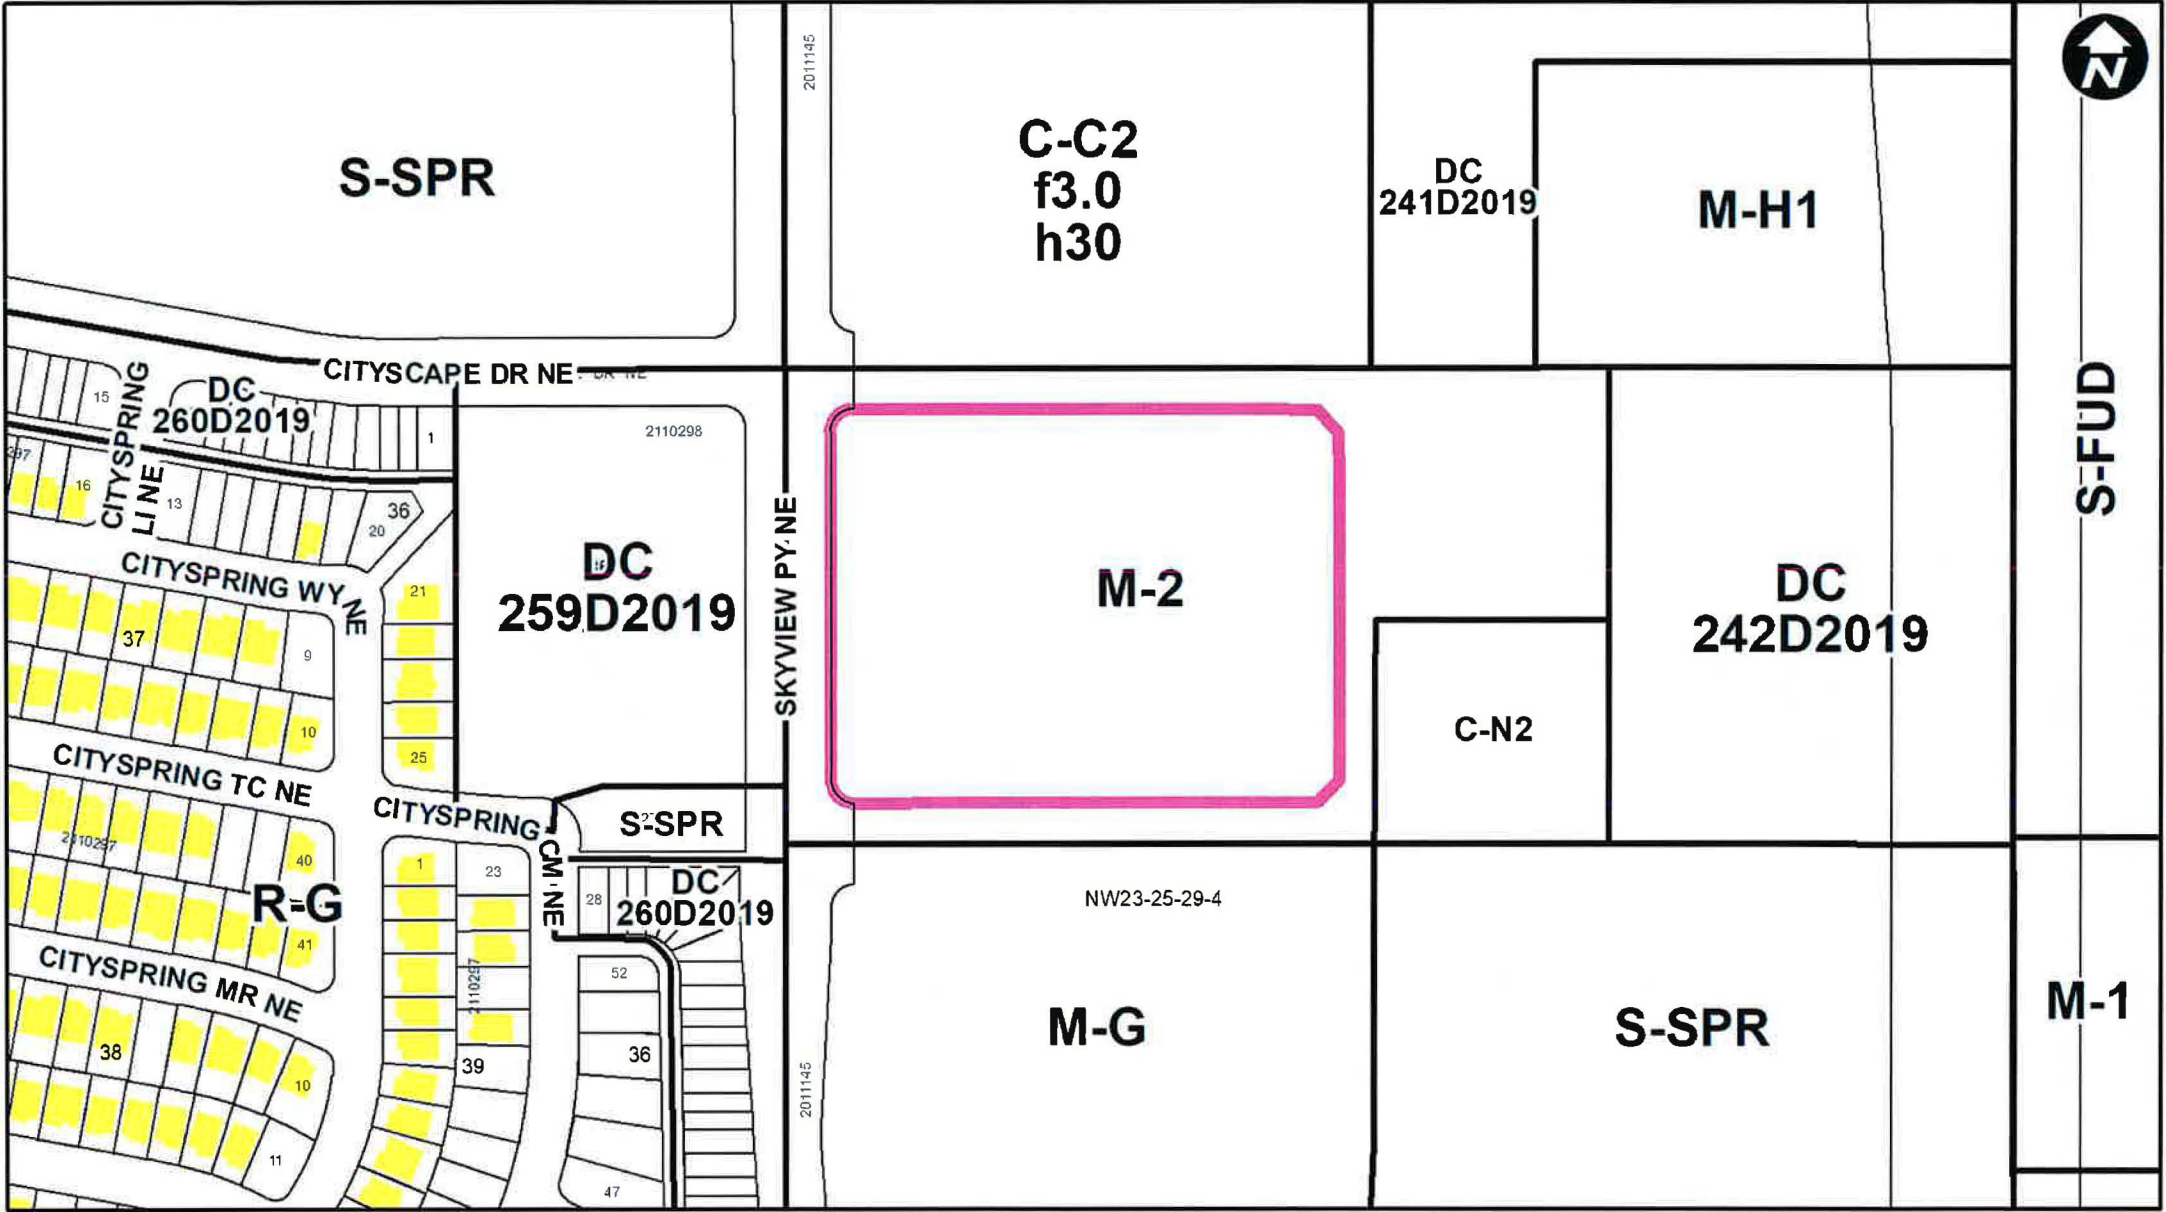 2011145
N
C-C2
f3.0
h30
DC
241D2019
M-H1
S-SPR
CITYSCAPE DR NE
15
CITYSPRING
LI NE
DC
260D2019
1
2110298
S-FUD
16
13
36
20
CITYSPRING WY NE
21
37
9
DC
259D2019
SKYVIEW PY NE
M-2
DC
242D2019
10
25
C-N2
CITYSPRING TC NE
CITYSPRING CM NE
S-SPR
2110297
40
1
23
28
DC
260D2019
NW23-25-29-4
R-G
41
CITYSPRING MR NE
2110297
52
M-G
S-SPR
M-1
38
10
39
36
2011145
11
47